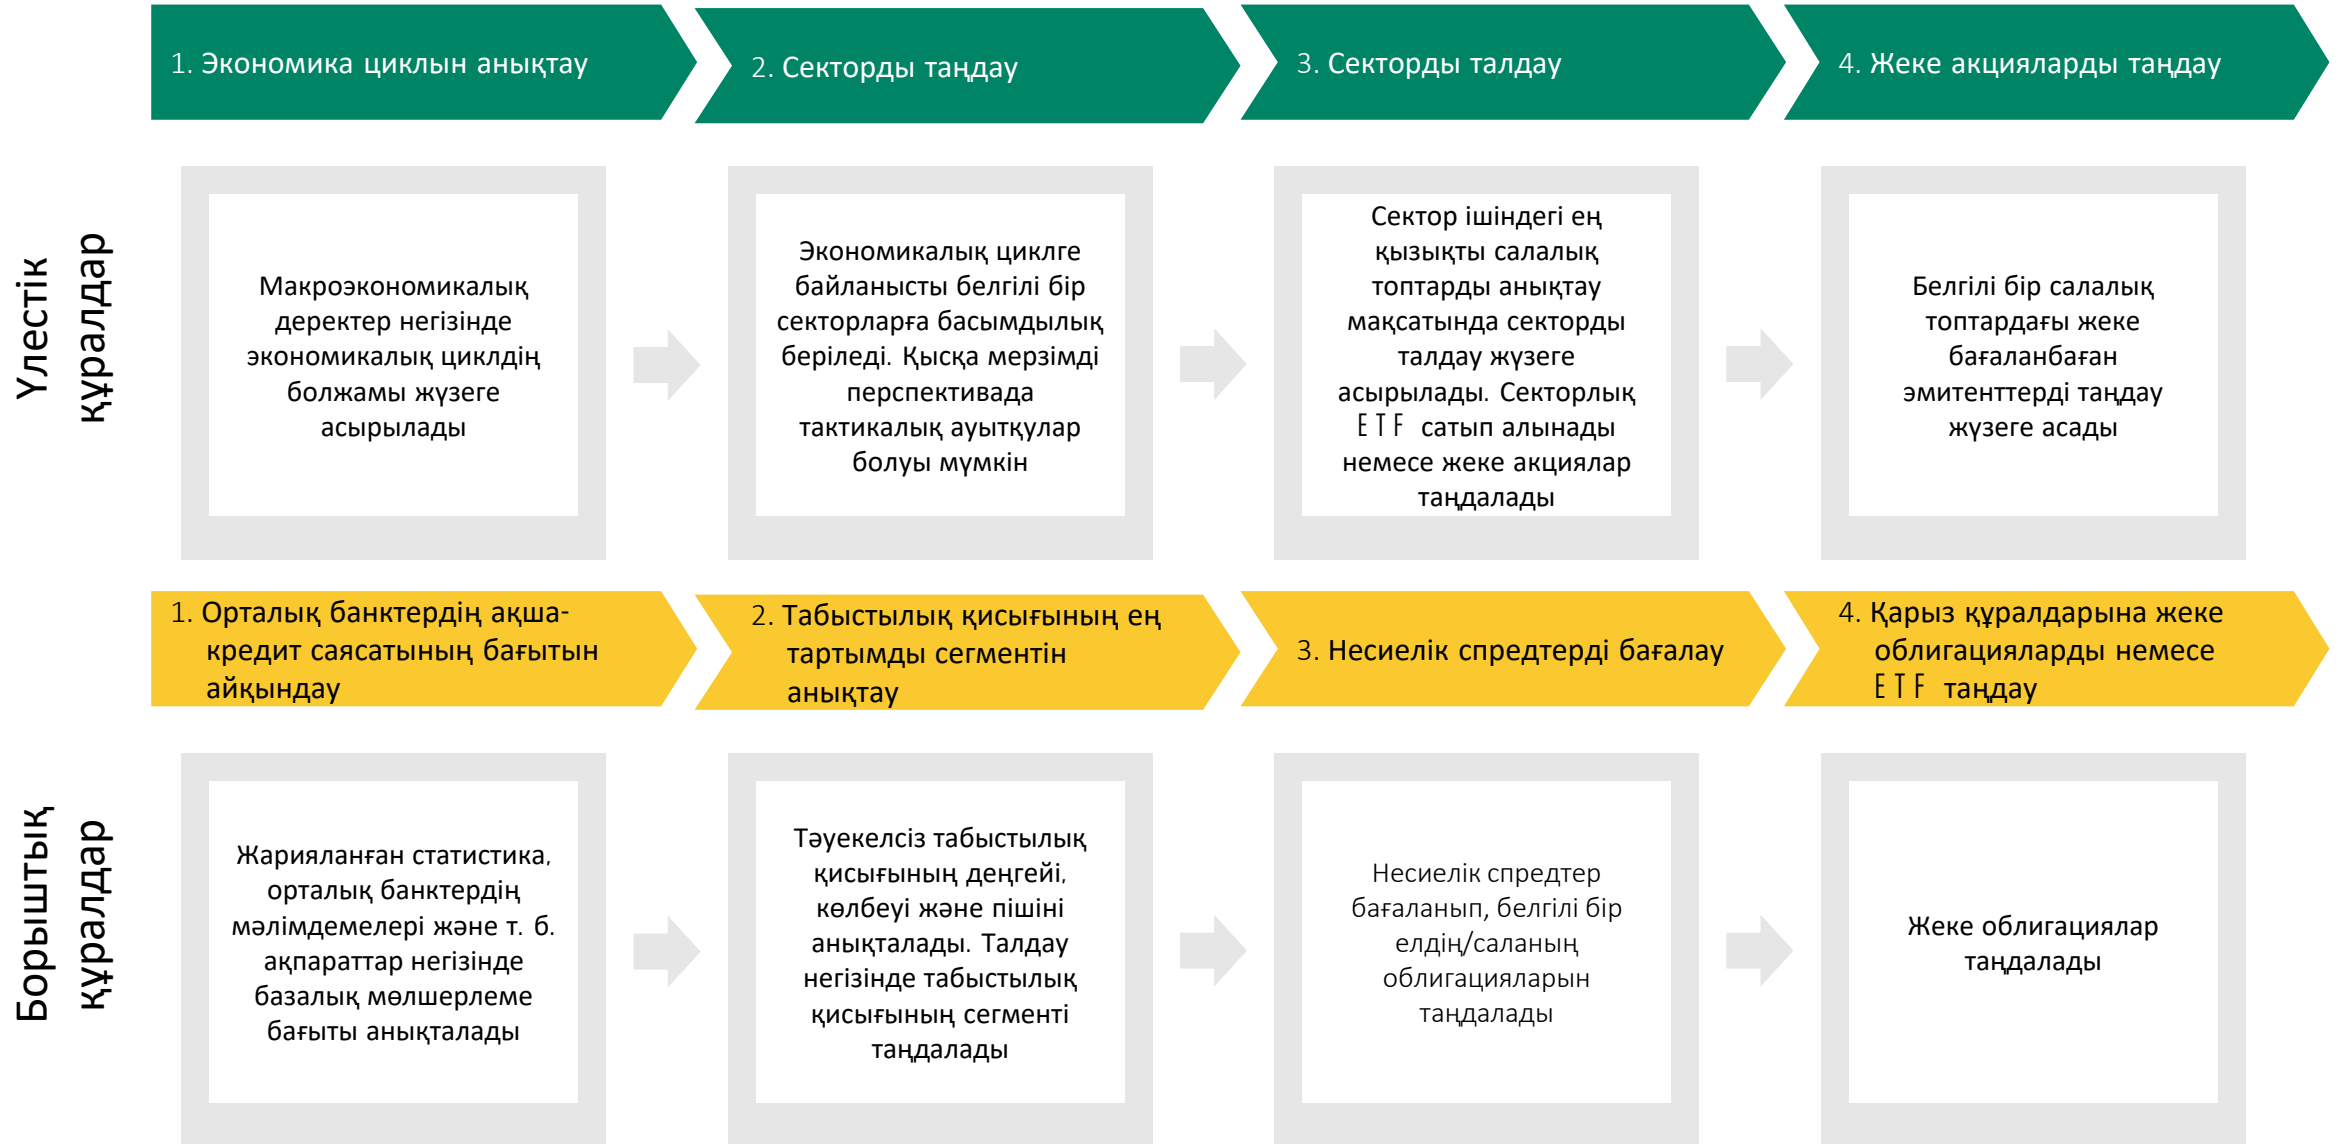 1. Экономика циклын анықтау
2. Секторды таңдау
3. Секторды талдау
4. Жеке акцияларды таңдау
Үлестік
құралдар
Макроэкономикалық
деректер негізінде
экономикалық циклдің
болжамы жүзеге
асырылады
Экономикалық циклге
байланысты белгілі бір
секторларға басымдылық
беріледі. Қысқа мерзімді
перспективада
тактикалық ауытқулар
болуы мүмкін
Сектор ішіндегі ең
қызықты салалық
топтарды анықтау
мақсатында секторды
талдау жүзеге
асырылады. Секторлық
ETF сатып алынады
немесе жеке акциялар
таңдалады
Белгілі бір салалық
топтардағы жеке
бағаланбаған
эмитенттерді таңдау
жүзеге асады
1. Орталық банктердің ақша-
кредит саясатының бағытын
айқындау
2. Табыстылық қисығының ең
тартымды сегментін
анықтау
3. Несиелік спредтерді бағалау
4. Қарыз құралдарына жеке
облигацияларды немесе
ETF таңдау
Борыштық
құралдар
Жарияланған статистика,
орталық банктердің
мәлімдемелері және т. б.
ақпараттар негізінде
базалық мөлшерлеме
бағыты анықталады
Тәуекелсіз табыстылық
қисығының деңгейі,
көлбеуі және пішіні
анықталады. Талдау
негізінде табыстылық
қисығының сегменті
таңдалады
Несиелік спредтер
бағаланып, белгілі бір
елдің/саланың
облигацияларын
таңдалады
Жеке облигациялар
таңдалады